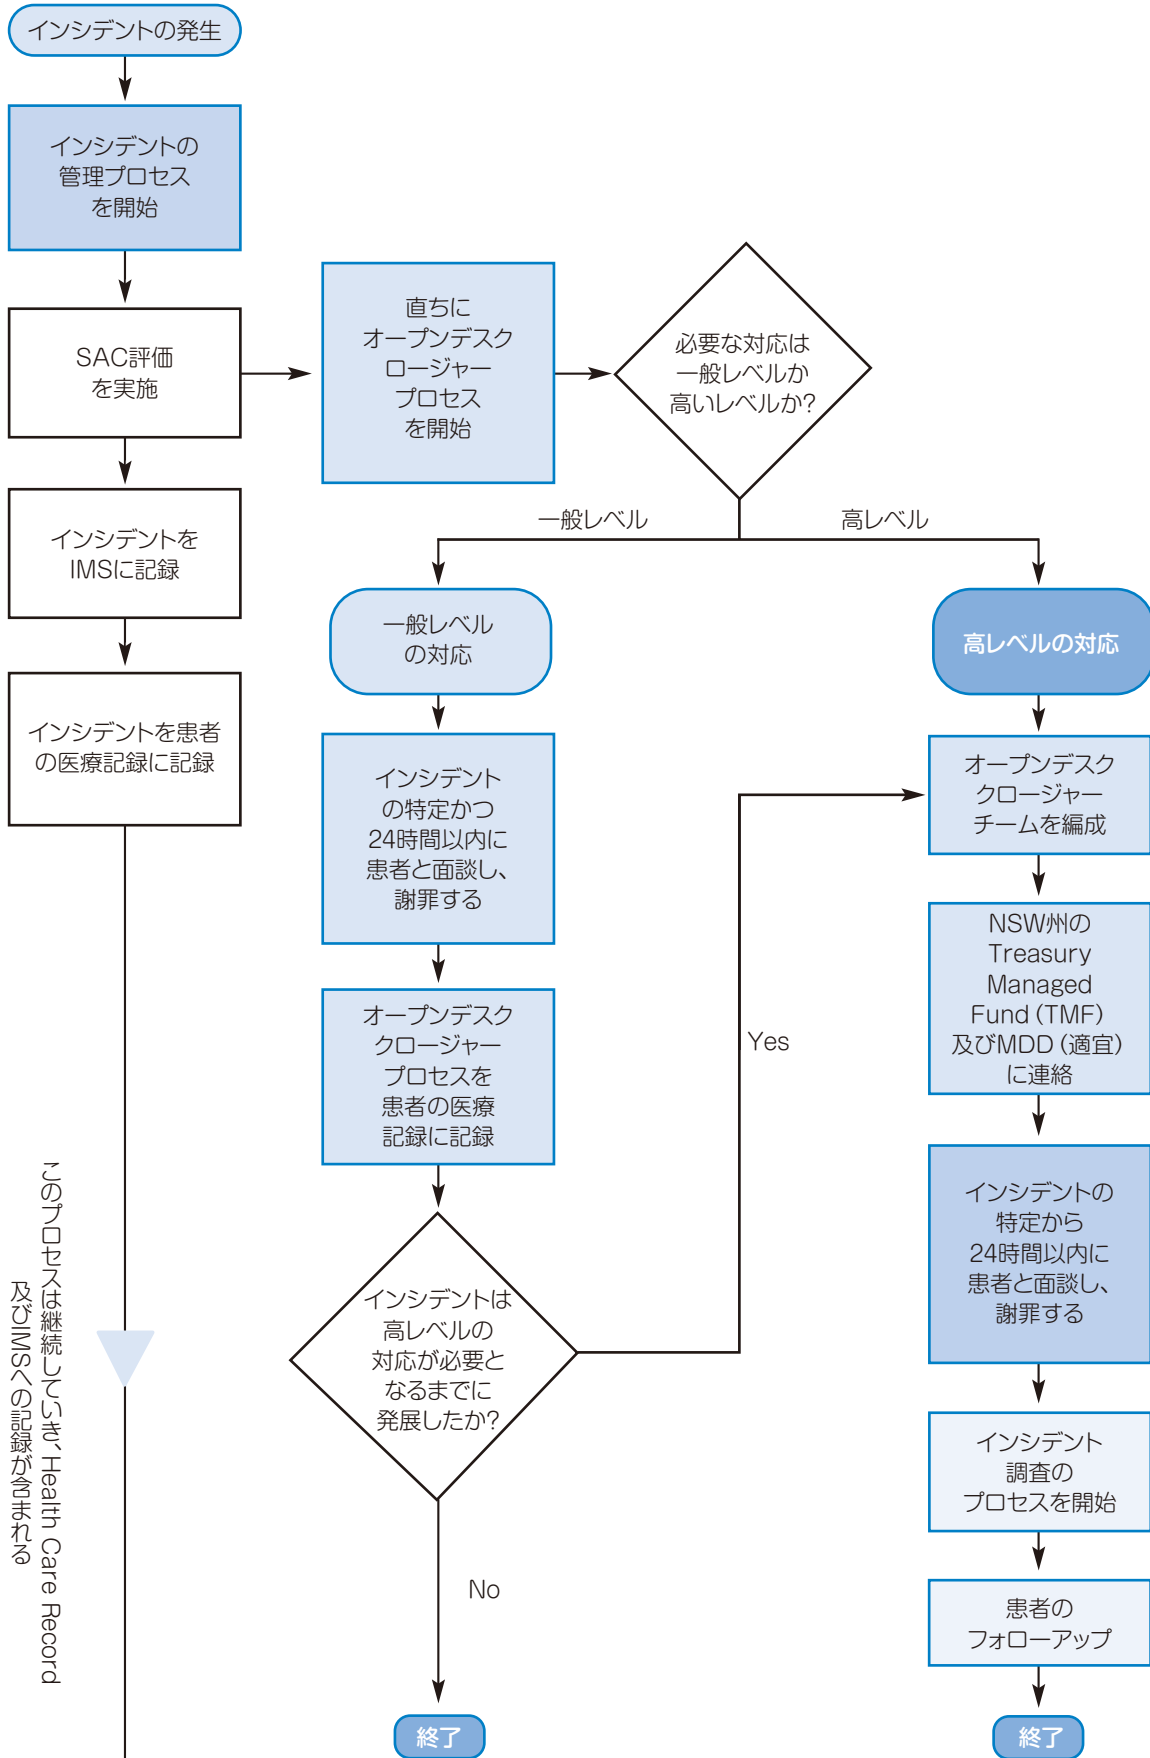 インシデントの発生
インシデントの
管理プロセス
を開始
SAC評価
を実施
インシデントを
IMSに記録
インシデントを患者
の医療記録に記録
このプロセスは継続していき、Health Care Record
及びIMSへの記録が含まれる
直ちに
オープンデスク
ロージャー
プロセス
を開始
必要な対応は
一般レベルか
高いレベルか?
一般レベル
高レベル
一般レベル
の対応
インシデント
の特定かつ
24時間以内に
患者と面談し、
謝罪する
オープンデスク
クロージャー
プロセスを
患者の医療
記録に記録
インシデントは
高レベルの
対応が必要と
なるまでに
発展したか?
Yes
No
終了
高レベルの対応
オープンデスク
クロージャー
チームを編成
NSW州の
Treasury
Managed
Fund（TMF）
及びMDD（適宜）
に連絡
インシデントの
特定から
24時間以内に
患者と面談し、
謝罪する
インシデント
調査の
プロセスを開始
患者の
フォローアップ
終了